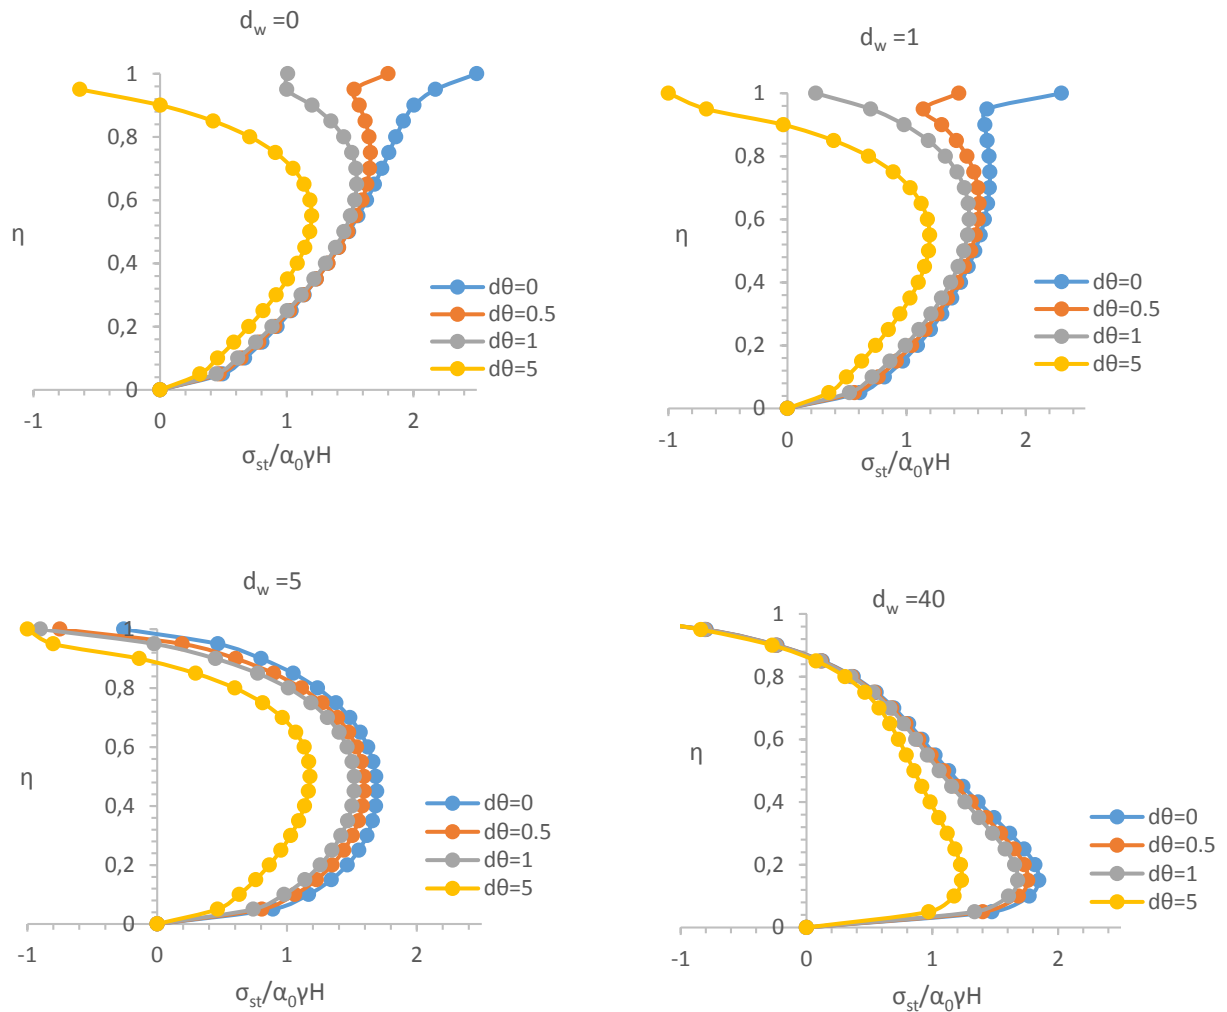 d_w =0
1
0,8
0,6
0,4
0,2
0
η
-1 0 1 2
σ_st/α_0γH
dθ=0
dθ=0.5
dθ=1
dθ=5
d_w =1
1
0,8
0,6
0,4
0,2
0
η
-1 0 1 2
σ_st/α_0γH
dθ=0
dθ=0.5
dθ=1
dθ=5
d_w =5
1
0,8
0,6
0,4
0,2
0
η
-1 0 1 2
σ_st/α_0γH
dθ=0
dθ=0.5
dθ=1
dθ=5
d_w =40
1
0,8
0,6
0,4
0,2
0
η
-1 0 1 2
σ_st/α_0γH
dθ=0
dθ=0.5
dθ=1
dθ=5